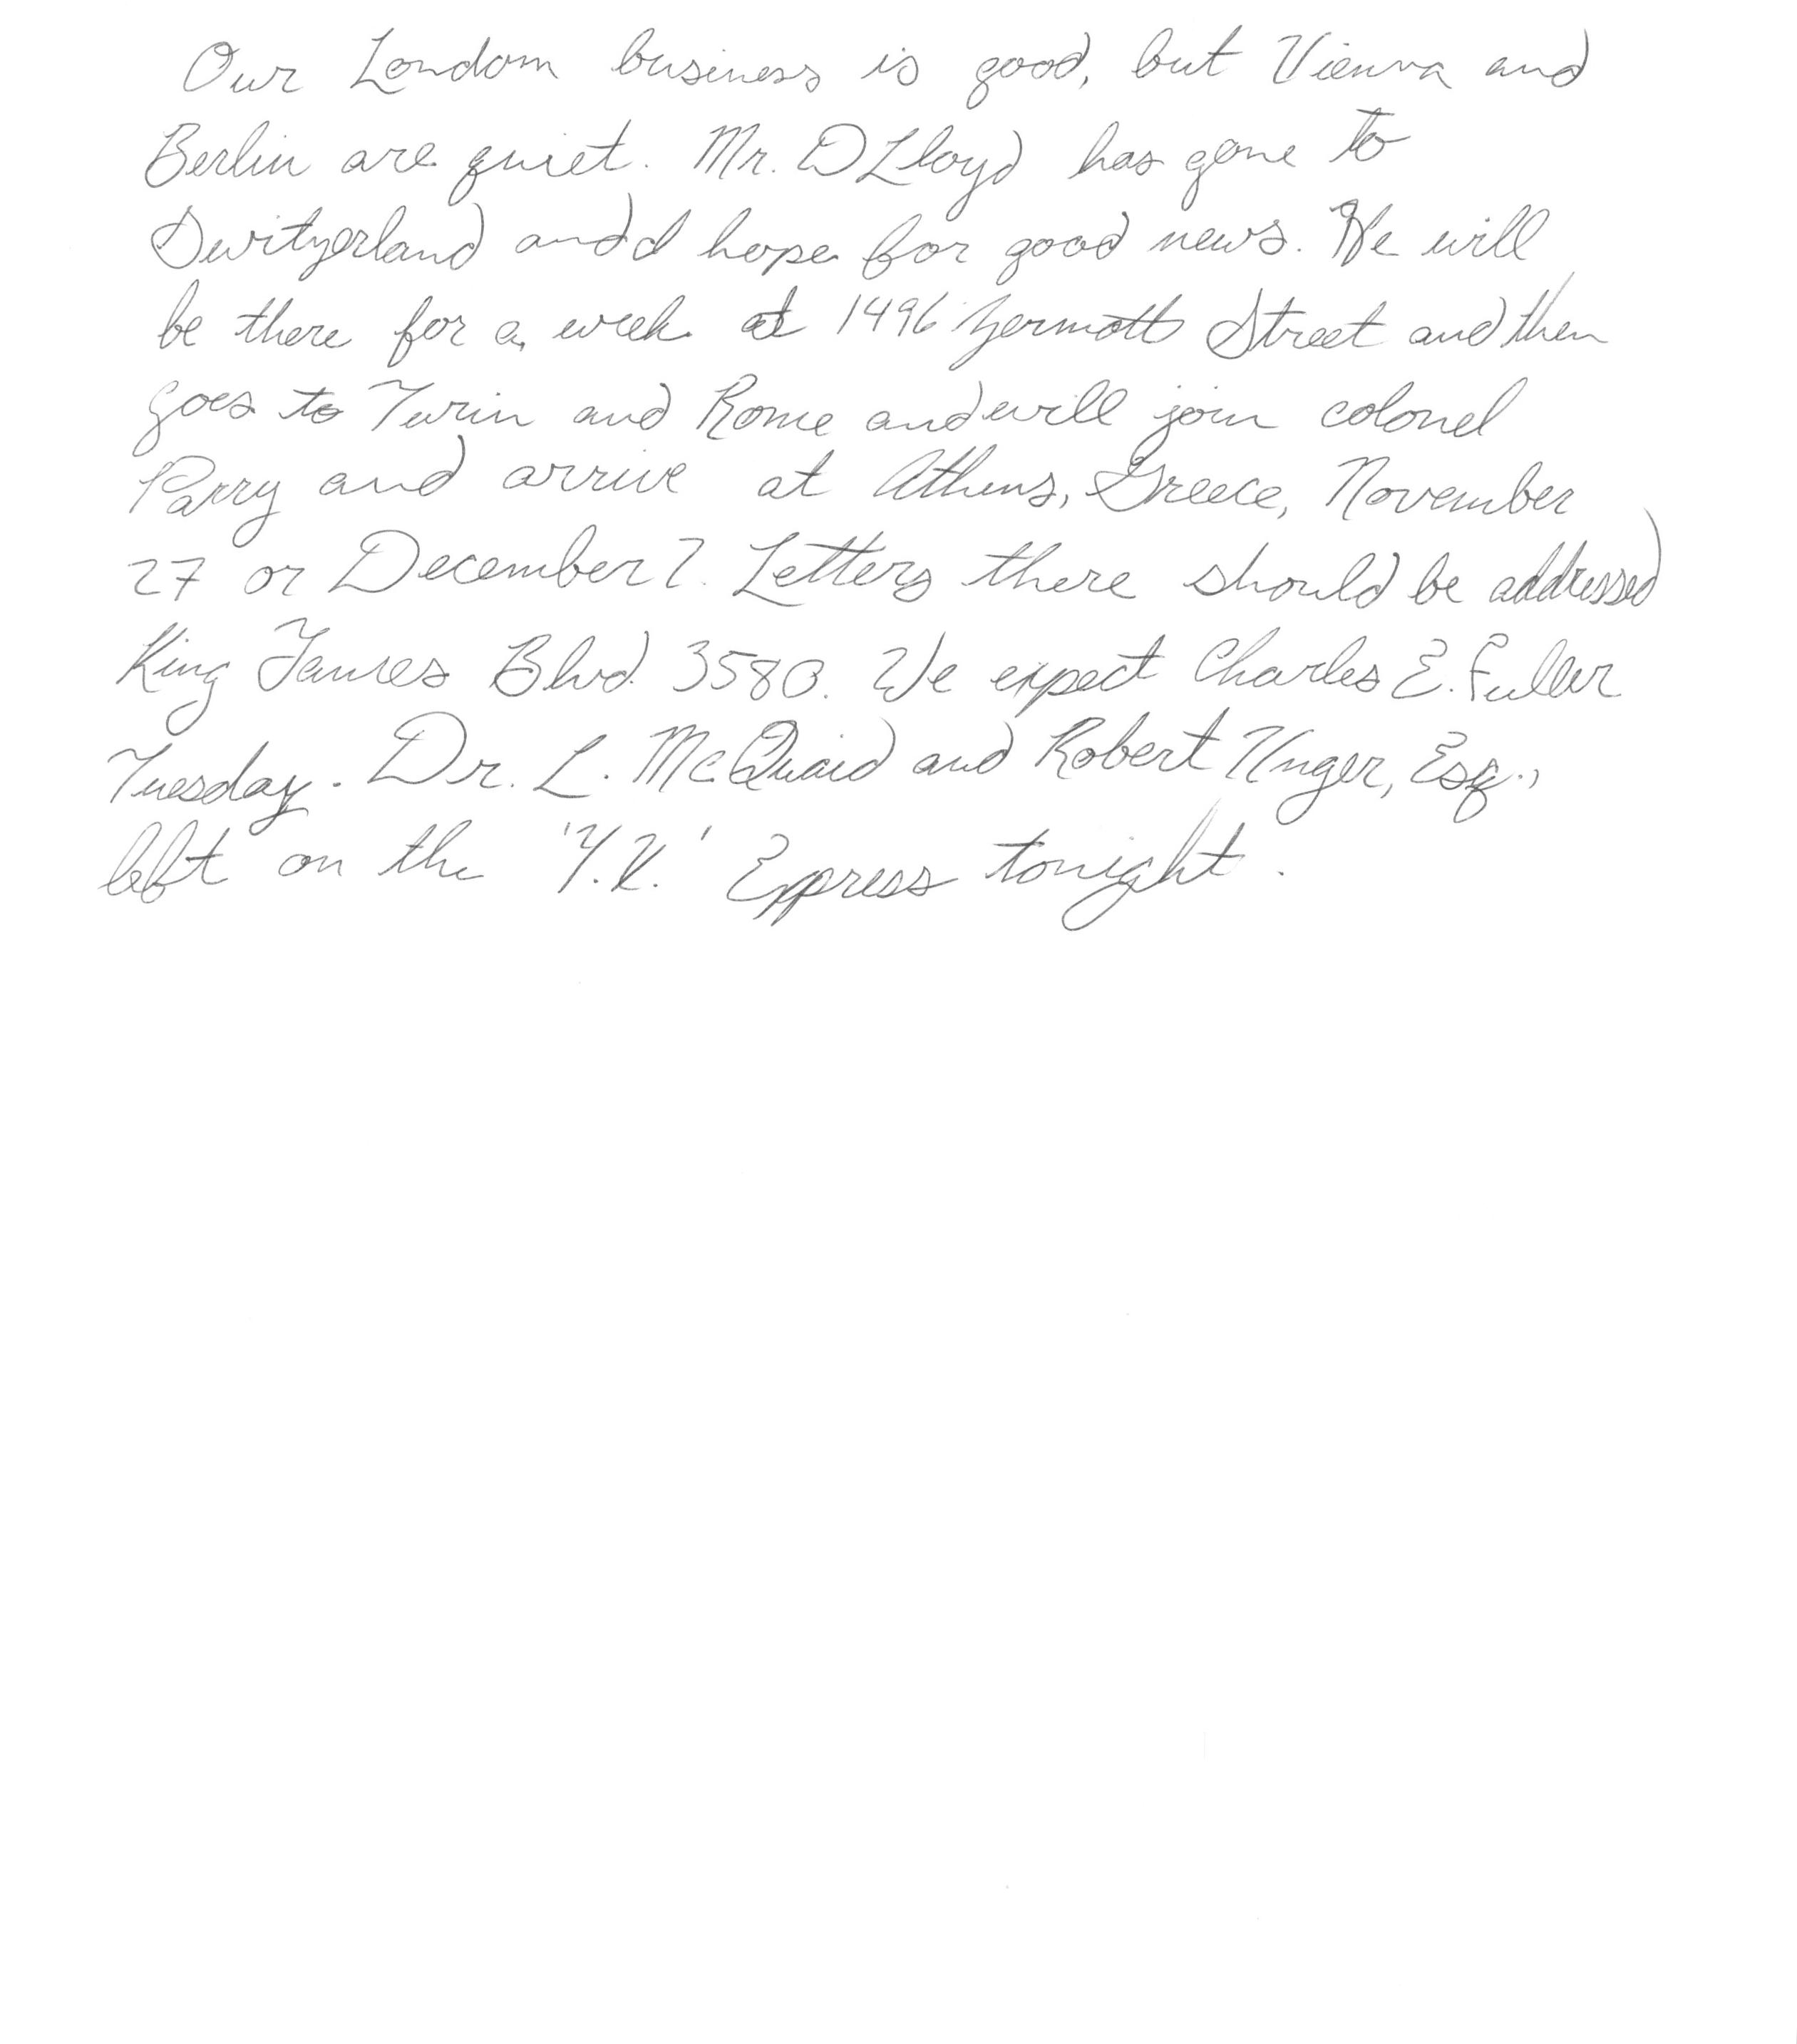 Our London business is good, but Vienna and
Berlin are quiet. Mr. D Lloyd has gone to
Switzerland and d hope for good news. He will
be there for a week at 1496 Zermott Street and then
goes to Turin and Rome and will join colonel
Parry and arrive at Athens, Greece, November
27 or December 2. Letters there should be addressed
King James Blvd. 3580. We expect Charles E. Fuller
Tuesday. Dr. L. McQuaid and Robert Unger, Esq.,
left on the 'Y.X.' Express tonight.